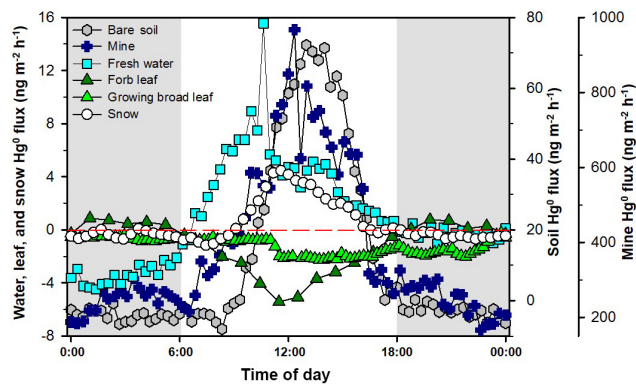 Water, leaf, and snow Hg⁰ flux (ng m⁻² h⁻¹)
16
12
8
4
0
-4
-8
Bare soil
Mine
Fresh water
Forb leaf
Growing broad leaf
Snow
80
60
40
20
0
Soil Hg⁰ flux (ng m⁻² h⁻¹)
1000
800
600
400
200
Mine Hg⁰ flux (ng m⁻² h⁻¹)
0:00 6:00 12:00 18:00 00:00
Time of day